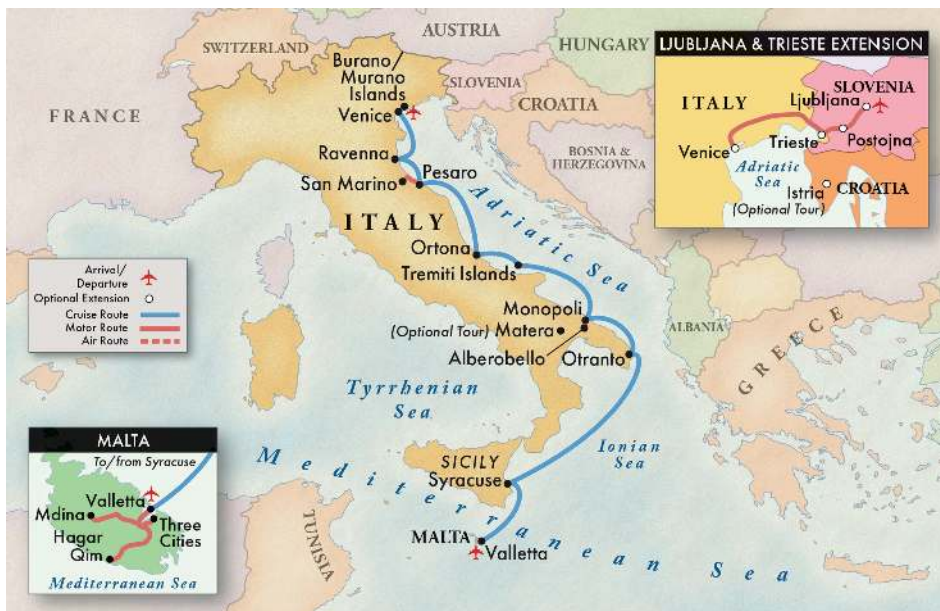 AUSTRIA
SWITZERLAND
HUNGARY
SLOVENIA
CROATIA
FRANCE
BOSNIA &
HERZEGOVINA
Burano/
Murano
Islands
Venice
Ravenna
San Marino
Pesaro
ITALY
Adriatic Sea
Ortona
Tremiti Islands
Monopoli
(Optional Tour) Matera
Alberobello
Otranto
ALBANIA
GREECE
Tyrrhenian
Sea
Ionian
Sea
Mediterranean Sea
SICILY
Syracuse
MALTA
Valletta
TUNISIA
LJUBLJANA & TRIESTE EXTENSION
SLOVENIA
ITALY
Ljubljana
Trieste
Postojna
Venice
Adriatic
Sea
Istria
(Optional Tour)
CROATIA
Arrival/
Departure
Optional Extension
Cruise Route
Motor Route
Air Route
MALTA
To/from Syracuse
Valletta
Mdina
Three
Cities
Hagar
Qim
Mediterranean Sea